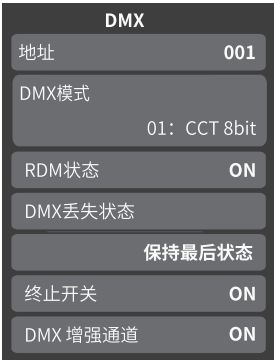 DMX
地址 001
DMX模式
01：CCT 8bit
RDM状态 ON
DMX丢失状态
保持最后状态
终止开关 ON
DMX 增强通道 ON